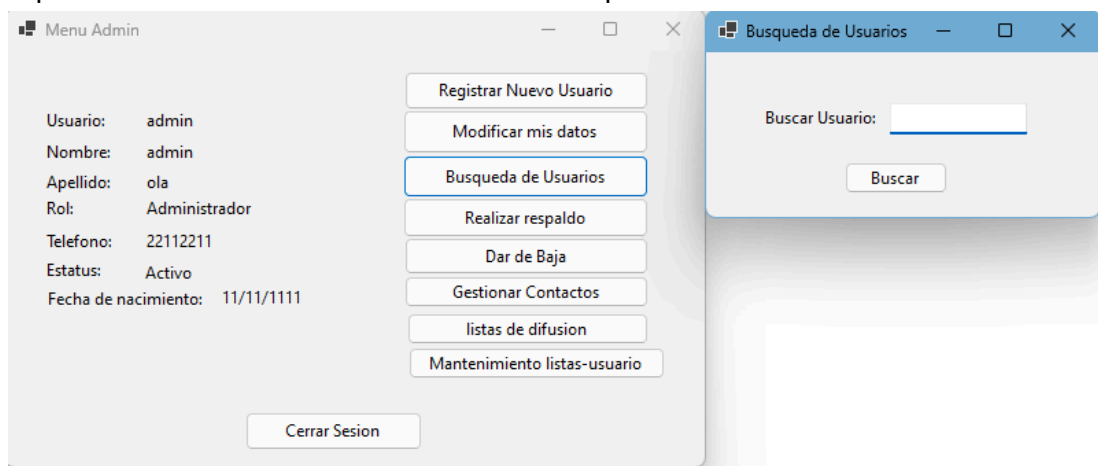 Menu Admin
Usuario: admin
Nombre: admin
Apellido: ola
Rol: Administrador
Telefono: 22112211
Estatus: Activo
Fecha de nacimiento: 11/11/1111
Registrar Nuevo Usuario
Modificar mis datos
Busqueda de Usuarios
Realizar respaldo
Dar de Baja
Gestionar Contactos
listas de difusion
Mantenimiento listas-usuario
Cerrar Sesion
Busqueda de Usuarios
Buscar Usuario:
Buscar